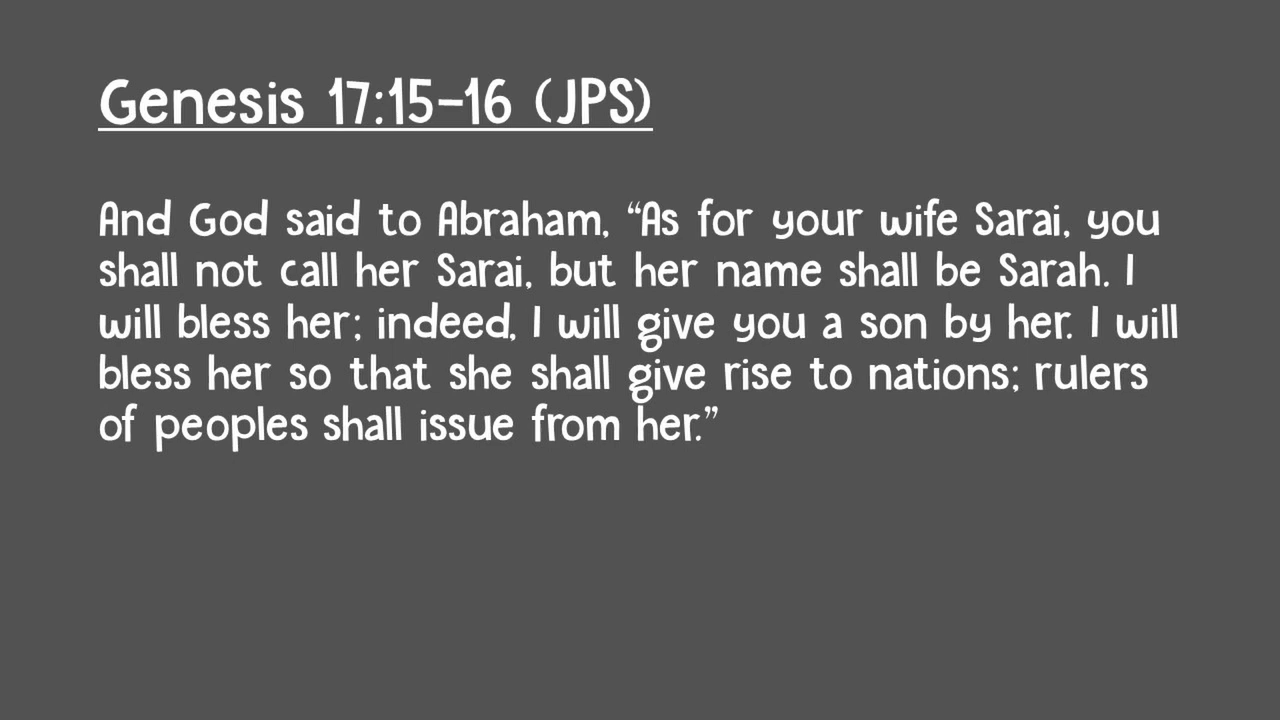 Genesis 17:15-16 (JPS)
And God said to Abraham, “As for your wife Sarai, you
shall not call her Sarai, but her name shall be Sarah. I
will bless her; indeed, I will give you a son by her. I will
bless her so that she shall give rise to nations; rulers
of peoples shall issue from her.”